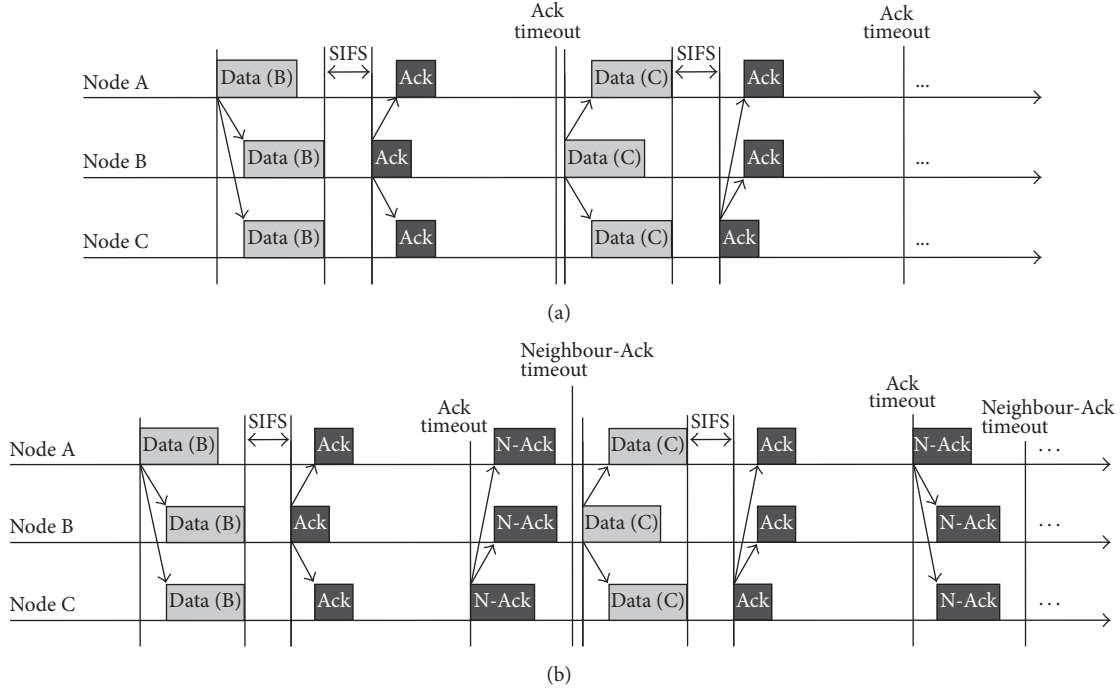 Ack timeout
Ack timeout
SIFS
SIFS
Node A
Data (B)
Ack
Data (C)
Ack
...
Node B
Data (B)
Ack
Data (C)
Ack
...
Node C
Data (B)
Ack
Data (C)
Ack
...
(a)
Neighbour-Ack timeout
Ack timeout
Ack timeout
Neighbour-Ack timeout
SIFS
SIFS
Node A
Data (B)
Ack
N-Ack
Data (C)
Ack
N-Ack
...
Node B
Data (B)
Ack
N-Ack
Data (C)
Ack
N-Ack
...
Node C
Data (B)
Ack
N-Ack
Data (C)
Ack
N-Ack
...
(b)